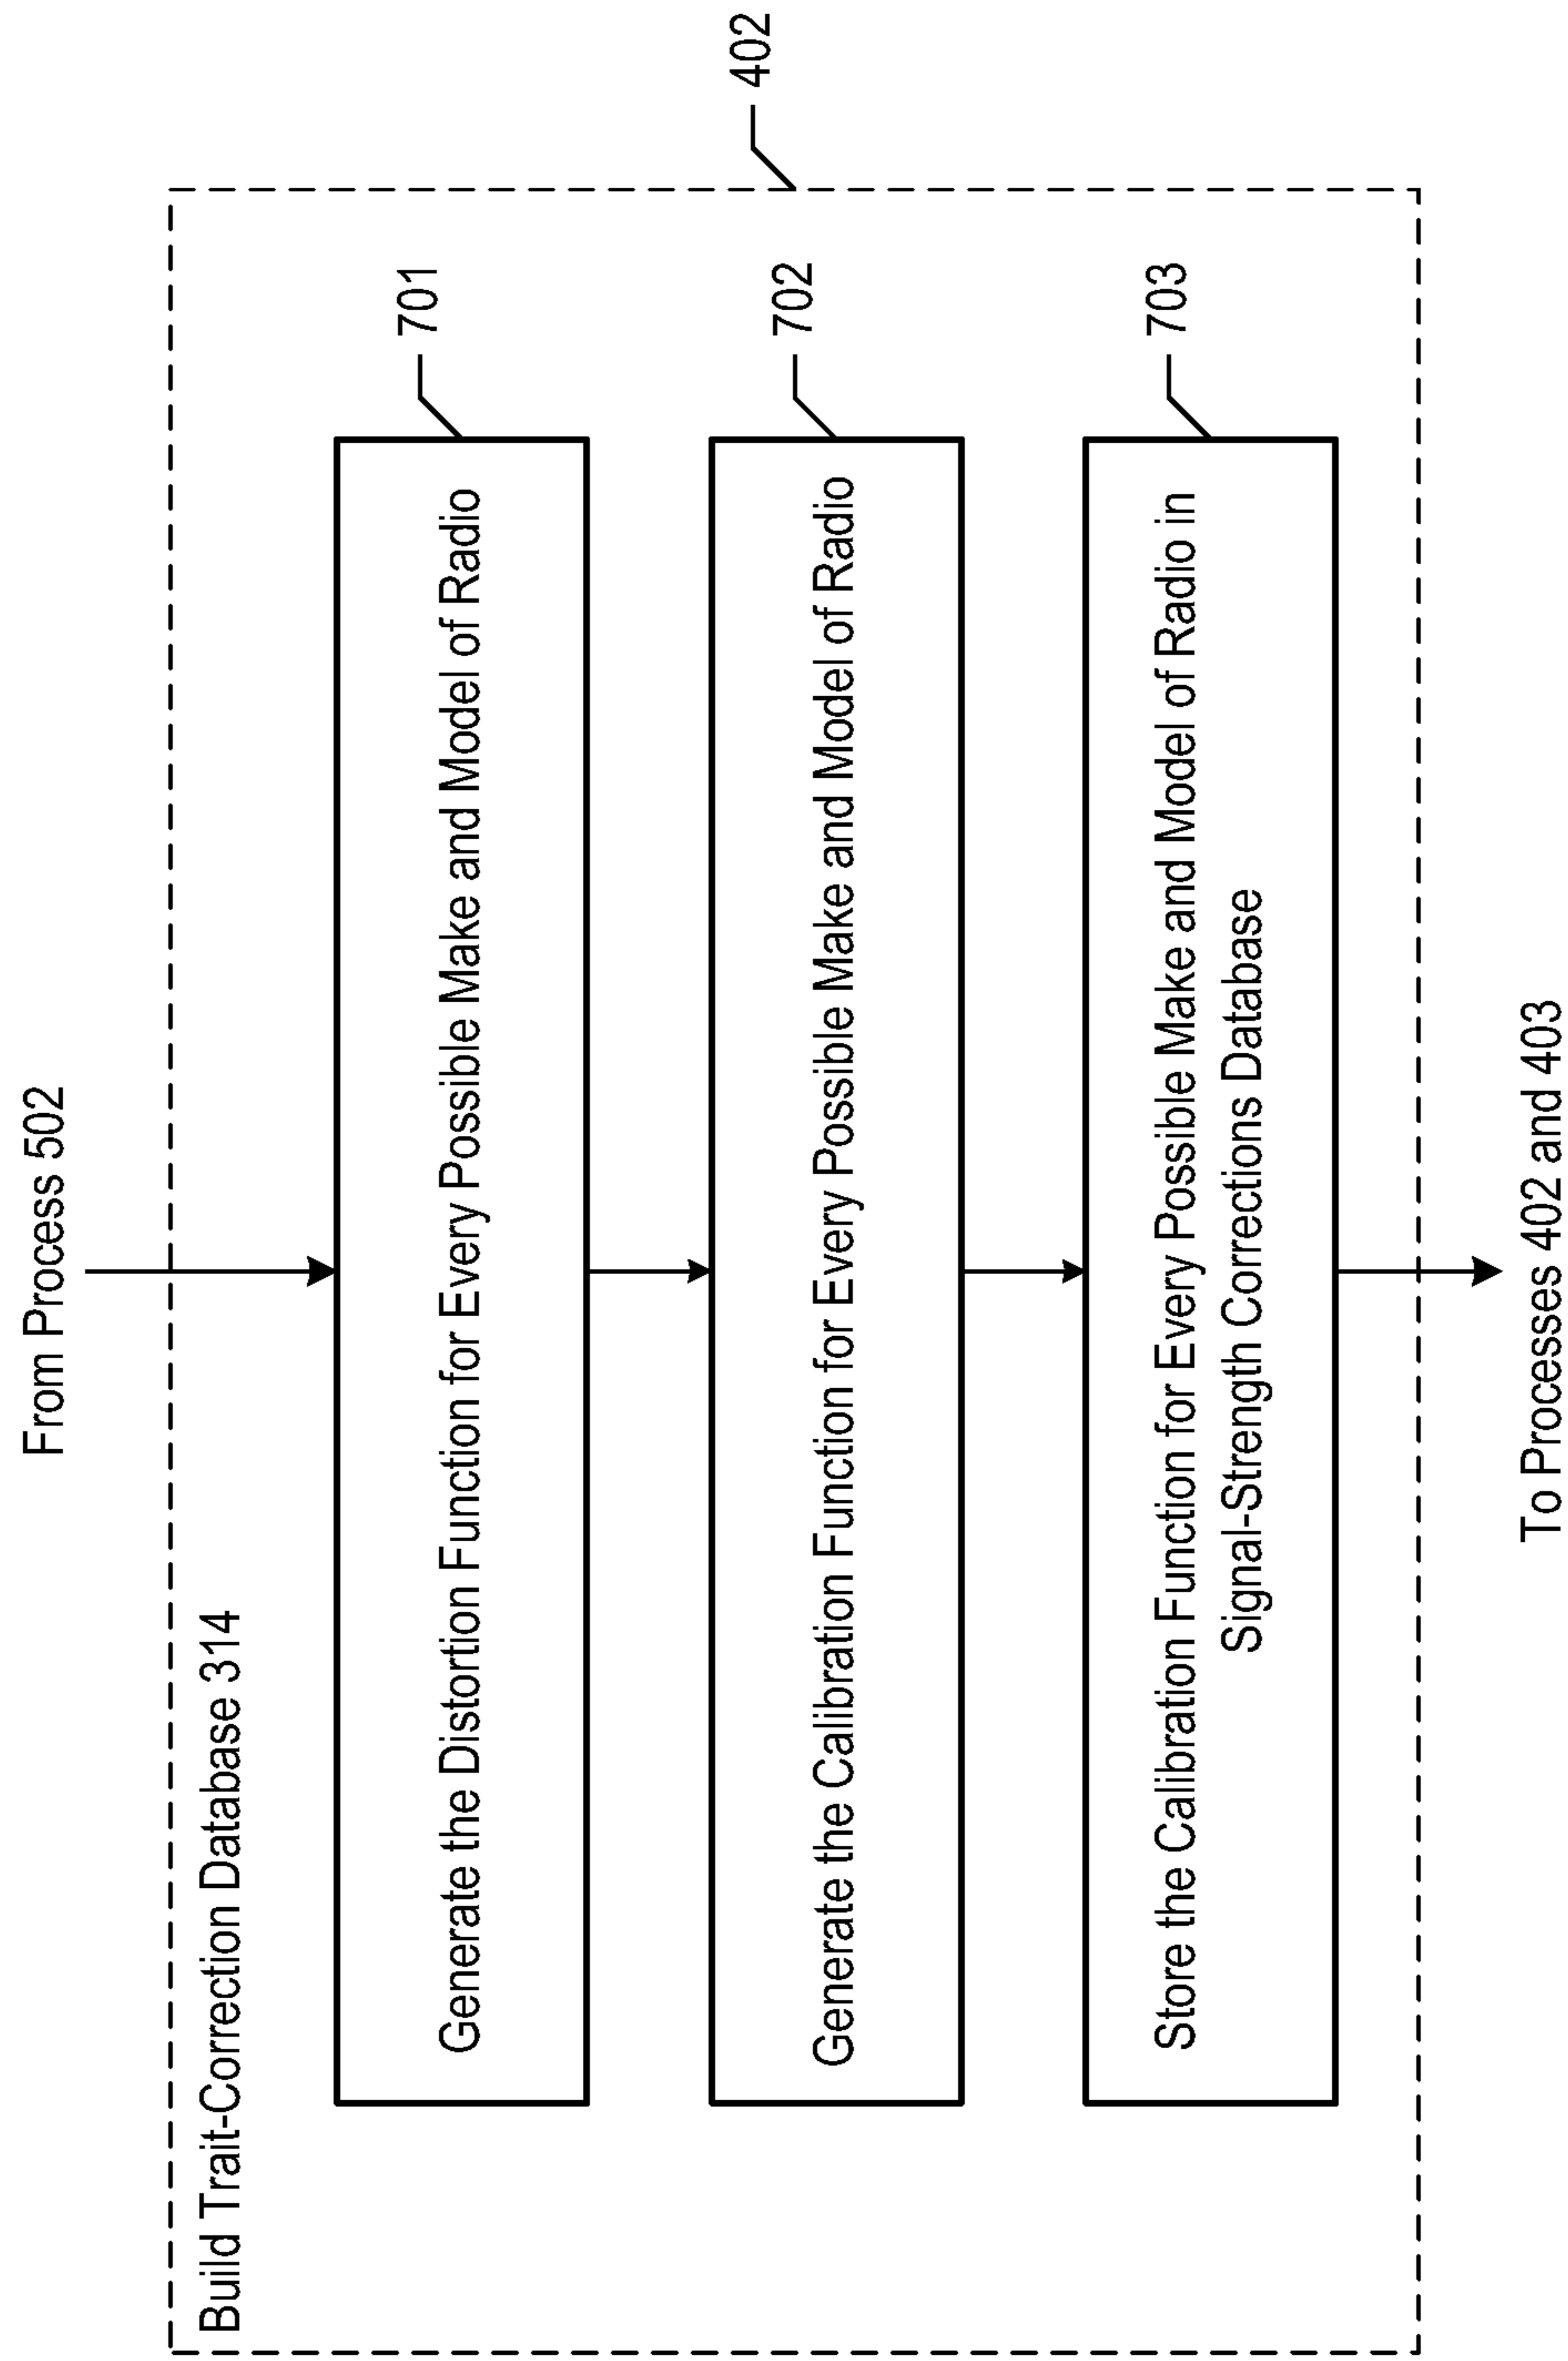 From Process 502
402
Build Trait-Correction Database 314
701
Generate the Distortion Function for Every Possible Make and Model of Radio
702
Generate the Calibration Function for Every Possible Make and Model of Radio
703
Store the Calibration Function for Every Possible Make and Model of Radio in
Signal-Strength Corrections Database
To Processes 402 and 403